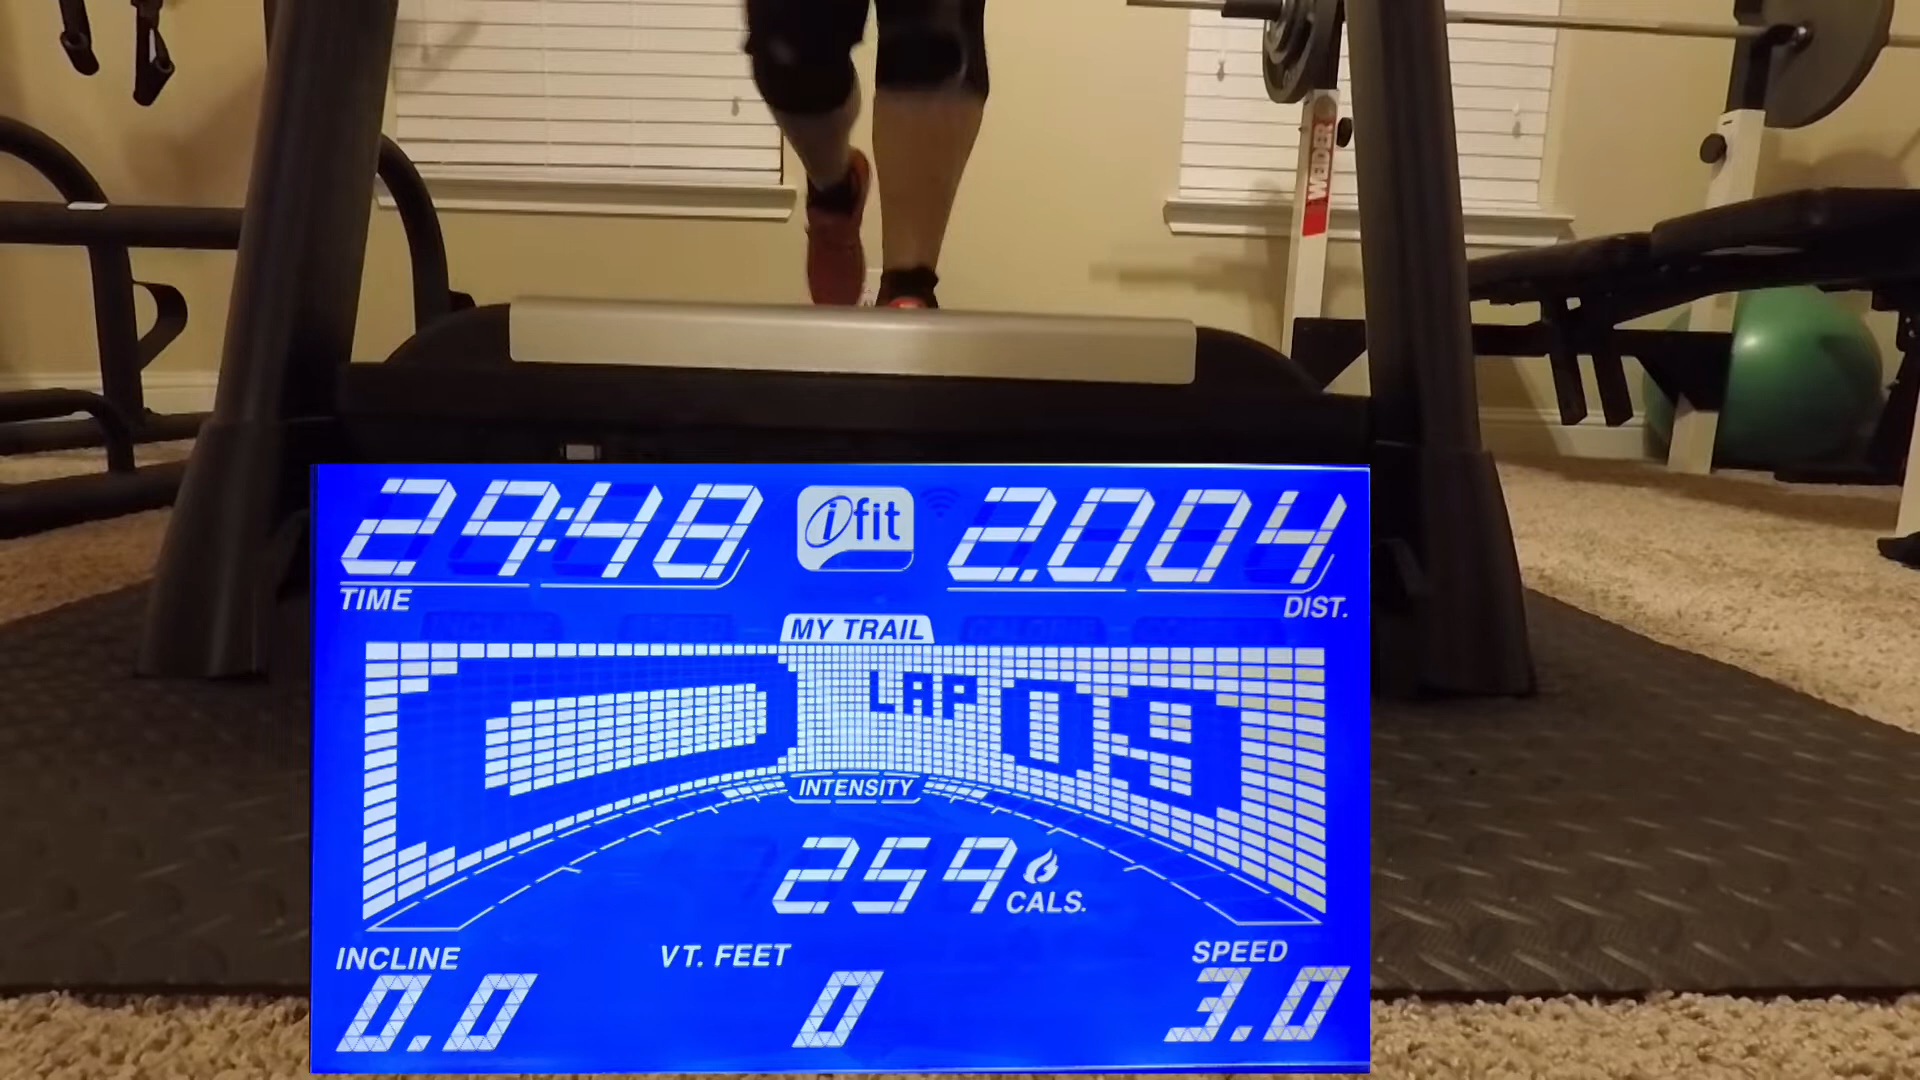 WEIDER
29:48
ifit
2.004
TIME
DIST.
MY TRAIL
LAP 09
INTENSITY
259
CALS.
INCLINE
VT. FEET
SPEED
0.0
0
3.0